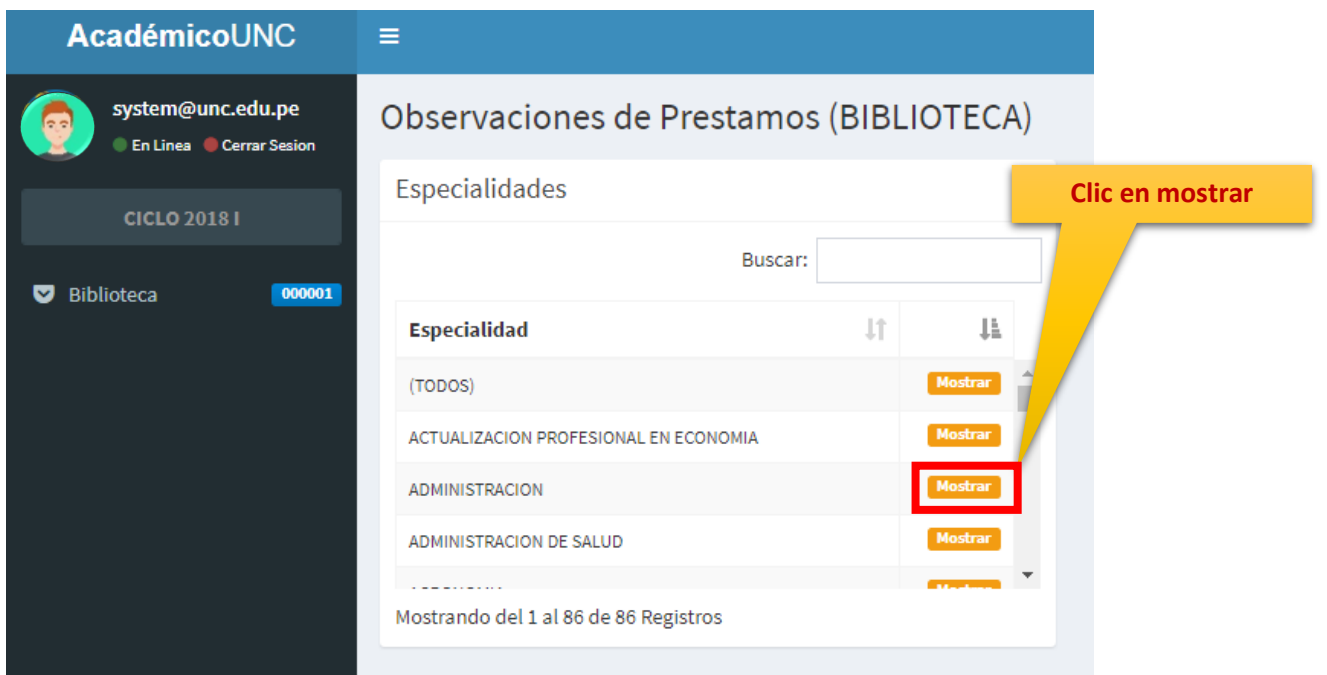 AcadémicoUNC
system@unc.edu.pe
En Linea Cerrar Sesion
CICLO 2018 I
Biblioteca 000001
Observaciones de Prestamos (BIBLIOTECA)
Especialidades
Clic en mostrar
Buscar:
Especialidad
(TODOS) Mostrar
ACTUALIZACION PROFESIONAL EN ECONOMIA Mostrar
ADMINISTRACION Mostrar
ADMINISTRACION DE SALUD Mostrar
Mostrando del 1 al 86 de 86 Registros